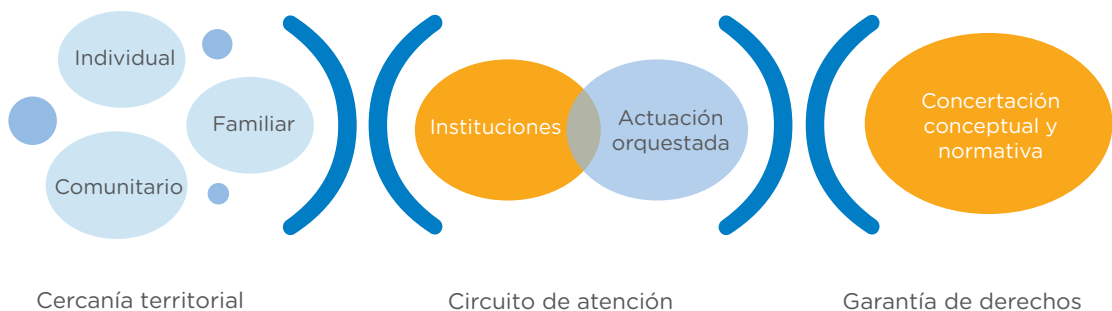 Individual
Familiar
Comunitario
Instituciones
Actuación
orquestada
Concertación
conceptual y
normativa
Cercanía territorial
Circuito de atención
Garantía de derechos